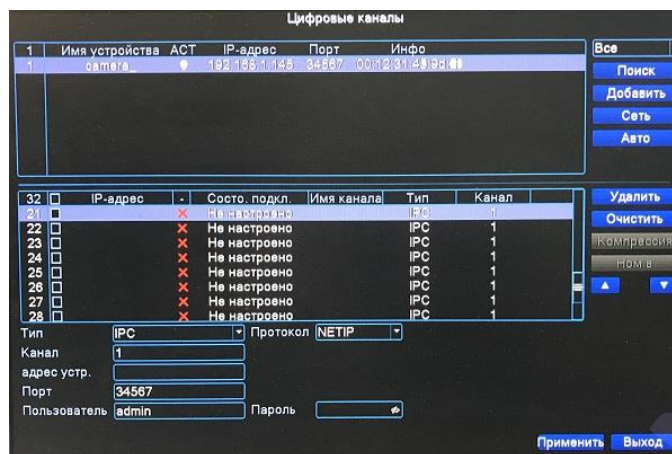 Цифровые каналы
1 Имя устройства АСТ IP-адрес Порт Инфо
1 camera_ 192.168.1.145 34567
Все
Поиск
Добавить
Сеть
Авто
32 IP-адрес - Состо. подкл. Имя канала Тип Канал
21 Не настроено IPC 1
22 Не настроено IPC 1
23 Не настроено IPC 1
24 Не настроено IPC 1
25 Не настроено IPC 1
26 Не настроено IPC 1
27 Не настроено IPC 1
28 Не настроено IPC 1
Удалить
Очистить
Компрессия
Ном.в
Тип IPC Протокол NETIP
Канал 1
адрес устр.
Порт 34567
Пользователь admin Пароль
Применить Выход